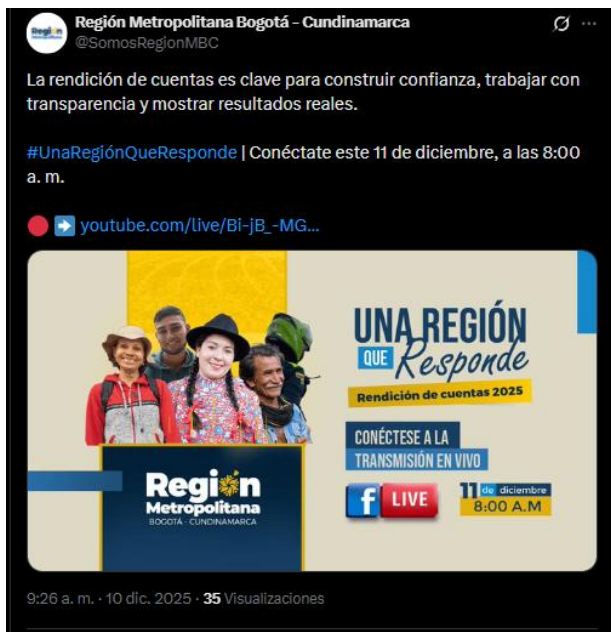 Región Metropolitana Bogotá - Cundinamarca
@SomosRegionMBC
La rendición de cuentas es clave para construir confianza, trabajar con
transparencia y mostrar resultados reales.
#UnaRegiónQueResponde | Conéctate este 11 de diciembre, a las 8:00
a. m.
youtube.com/live/Bi-jB_-MG...
UNA REGIÓN
QUE Responde
Rendición de cuentas 2025
CONÉCTESE A LA
TRANSMISIÓN EN VIVO
f LIVE
11 de diciembre
8:00 A.M
Región
Metropolitana
BOGOTÁ - CUNDINAMARCA
9:26 a. m. · 10 dic. 2025 · 35 Visualizaciones